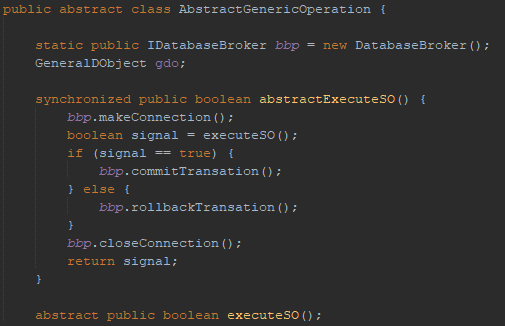 public abstract class AbstractGenericOperation {
static public IDatabaseBroker bbp = new DatabaseBroker();
GeneralDObject gdo;
synchronized public boolean abstractExecuteSO() {
bbp.makeConnection();
boolean signal = executeSO();
if (signal == true) {
bbp.commitTransation();
} else {
bbp.rollbackTransation();
}
bbp.closeConnection();
return signal;
}
abstract public boolean executeSO();